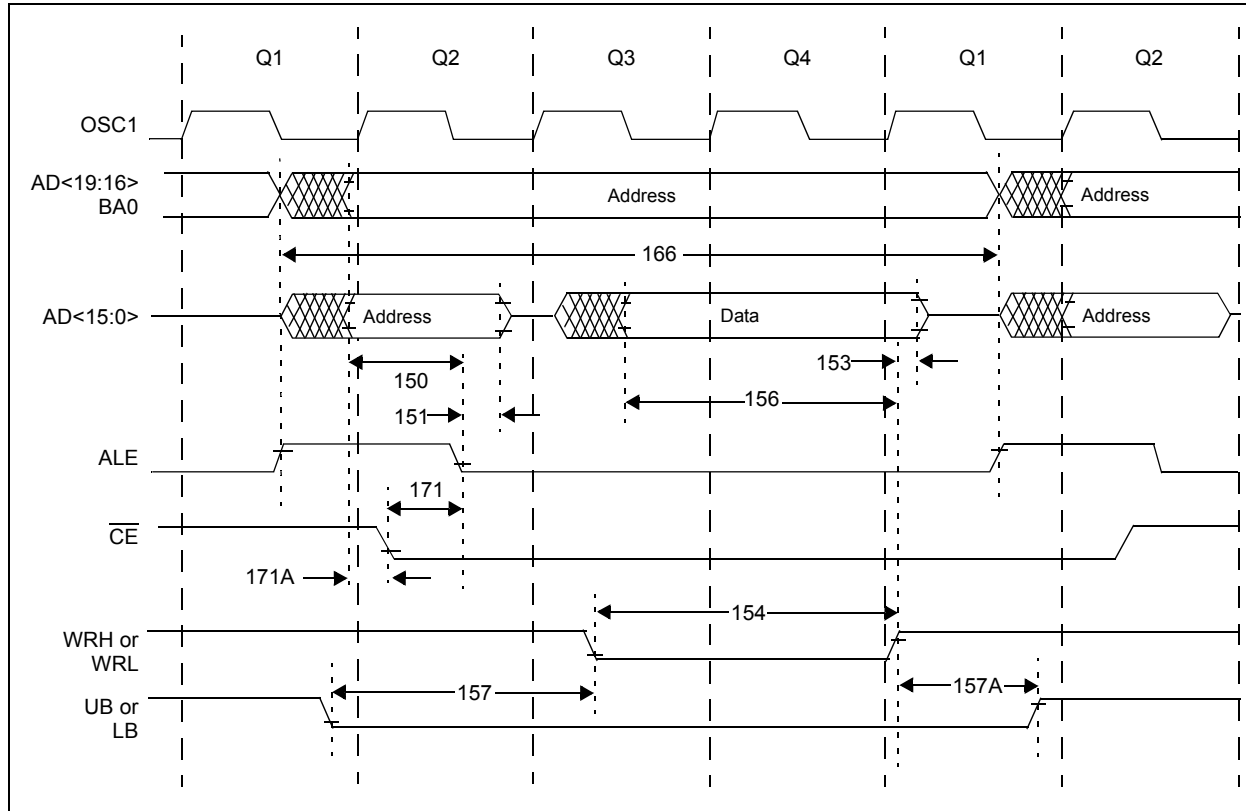 Q1 Q2 Q3 Q4 Q1 Q2
OSC1
AD<19:16>
BA0
Address Address
166
AD<15:0>
Address Data Address
150
153
151
156
ALE
171
CE
171A
154
WRH or
WRL
157
157A
UB or
LB